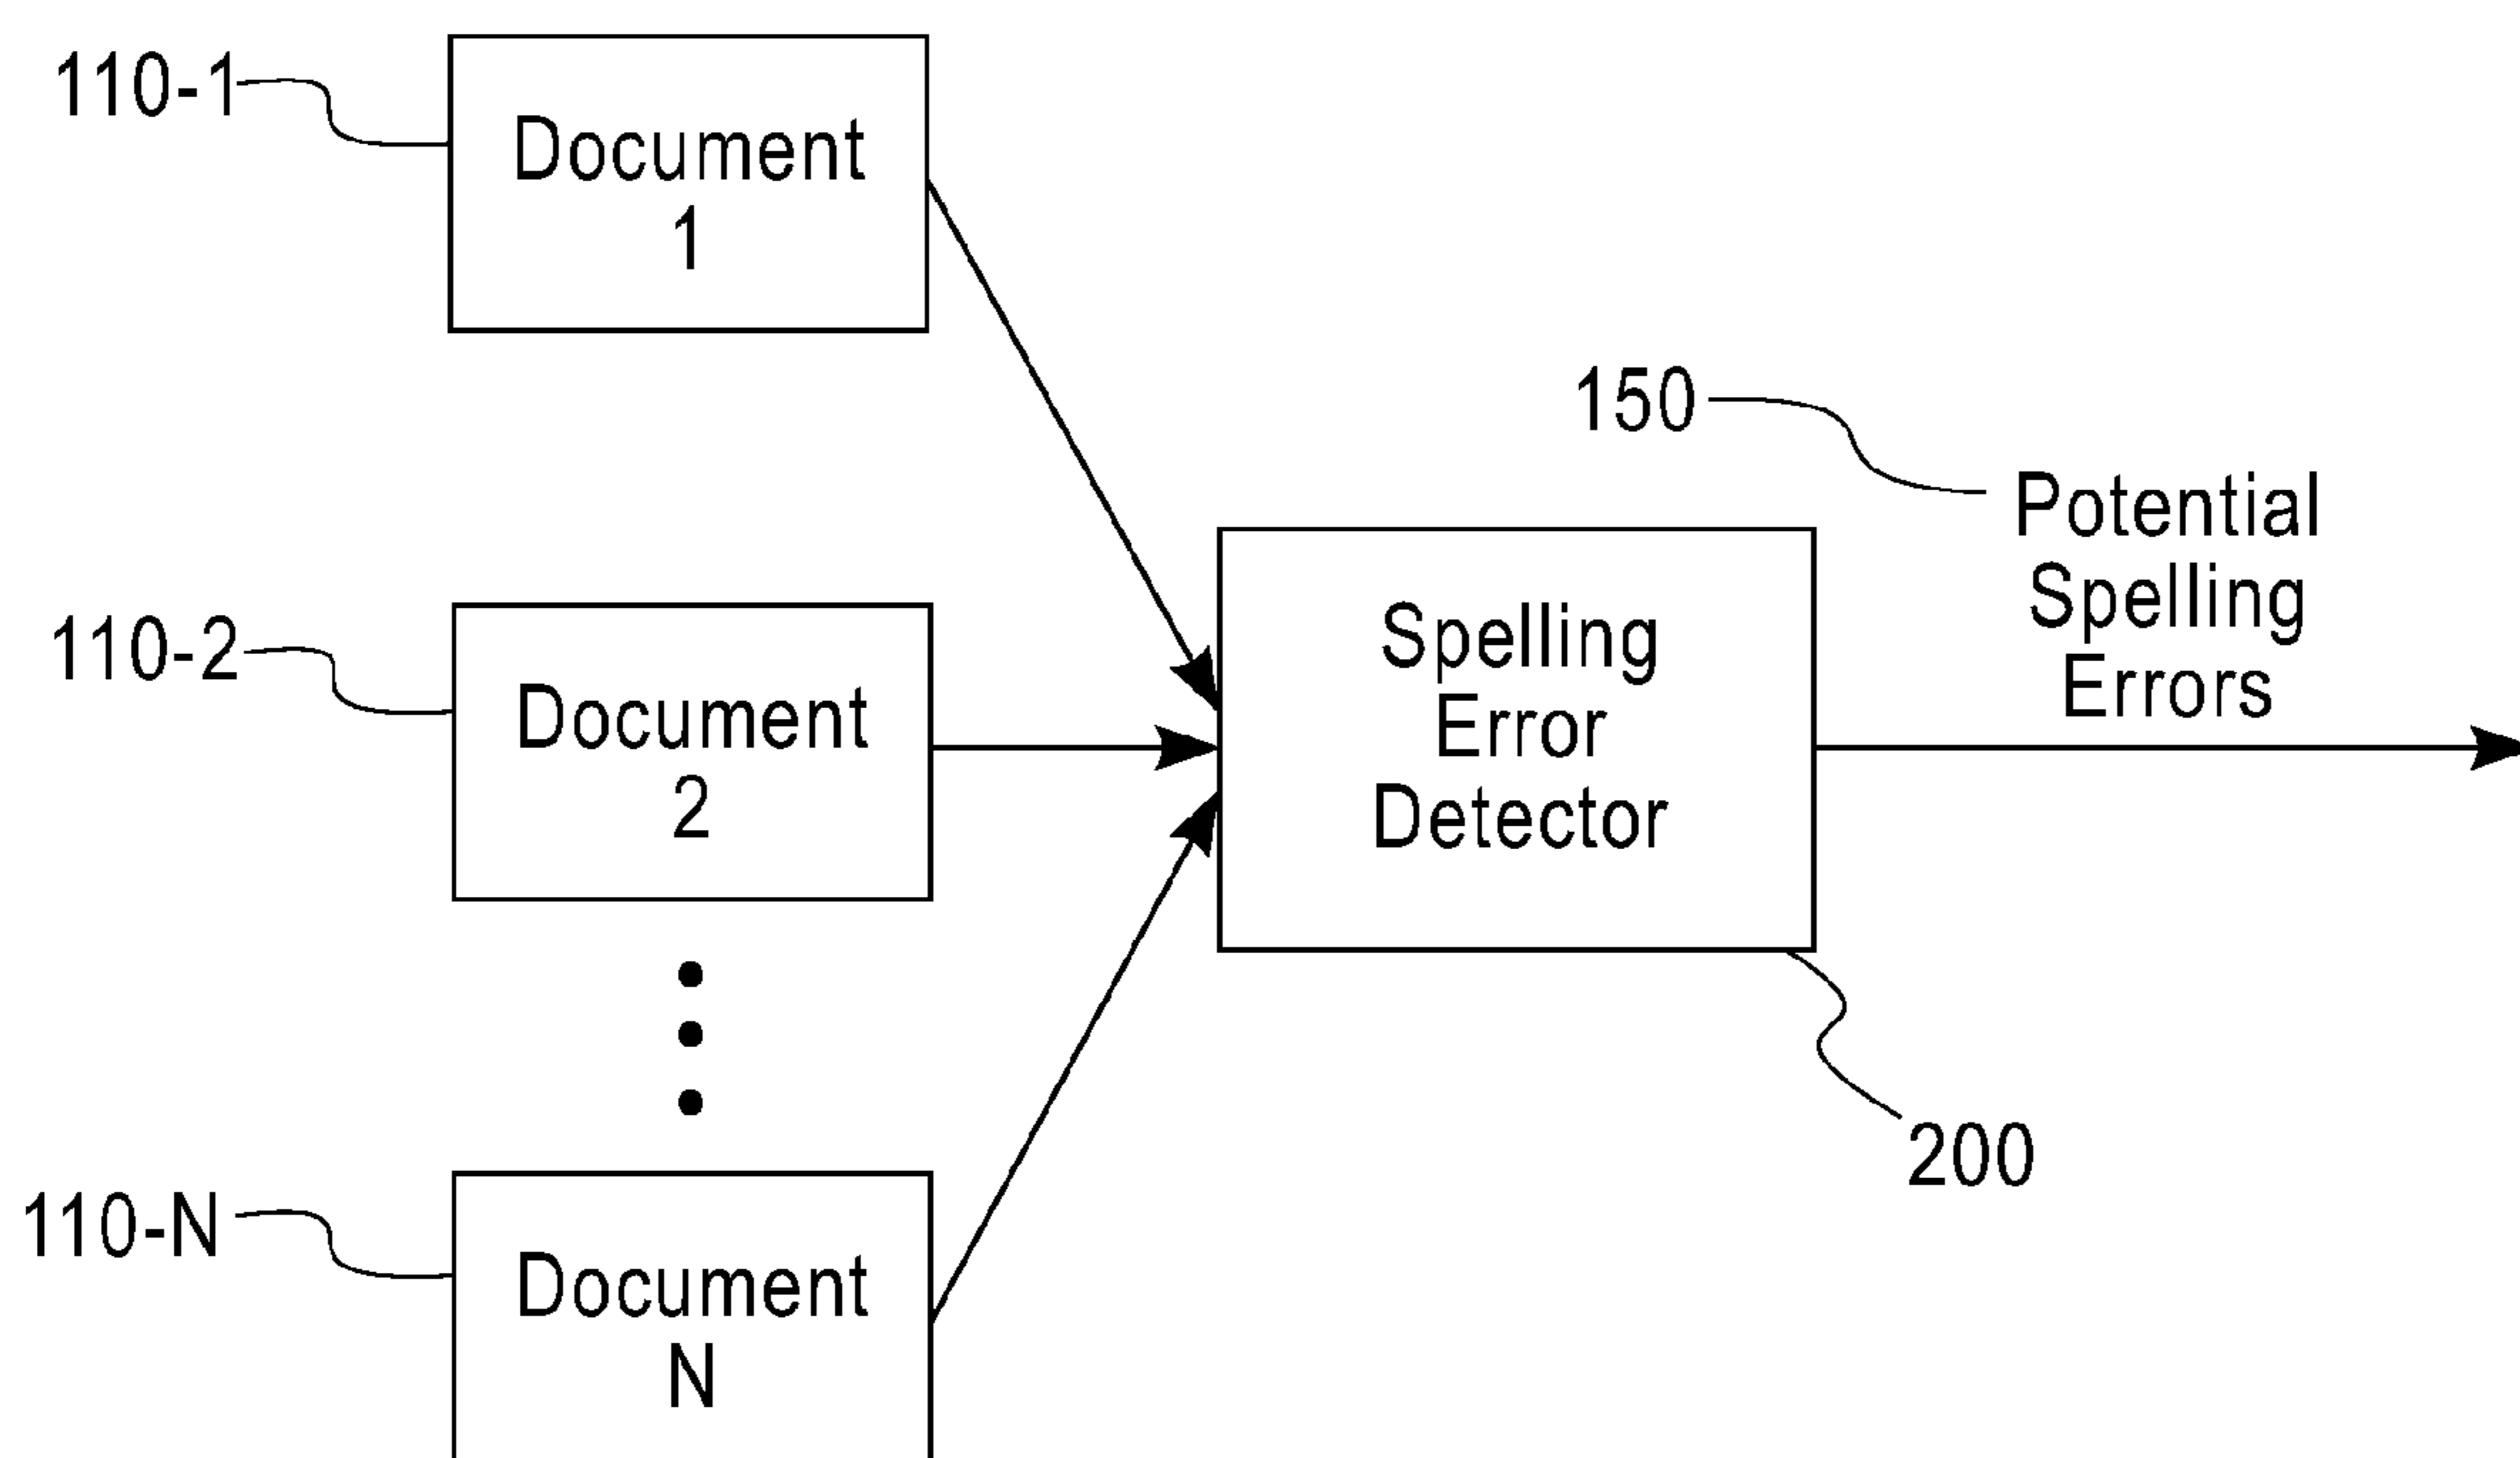 110-1
Document
1
150
Potential
Spelling
Errors
110-2
Document
2
Spelling
Error
Detector
200
110-N
Document
N